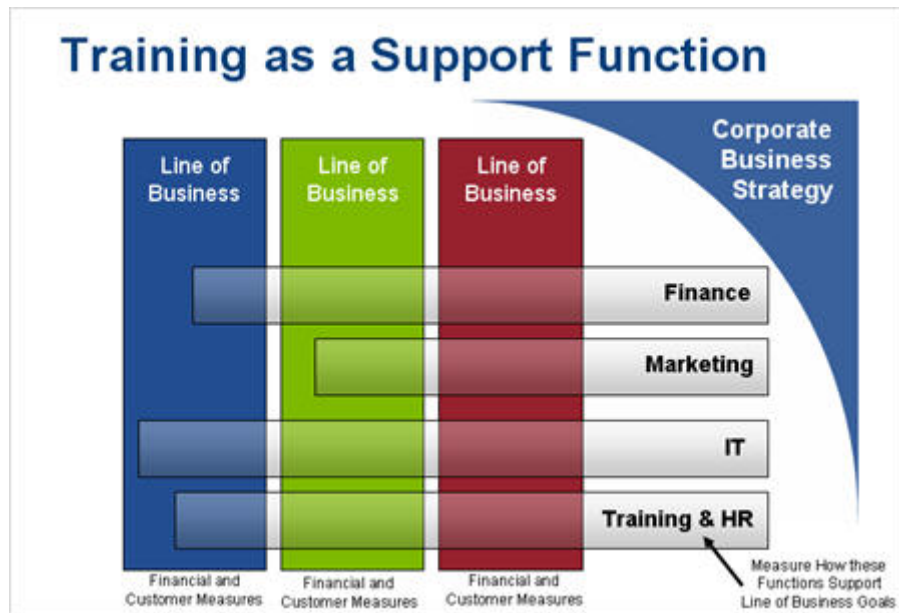 Training as a Support Function
Corporate
Business
Strategy
Line of
Business
Line of
Business
Line of
Business
Finance
Marketing
IT
Training & HR
Financial and
Customer Measures
Financial and
Customer Measures
Financial and
Customer Measures
Measure How these
Functions Support
Line of Business Goals